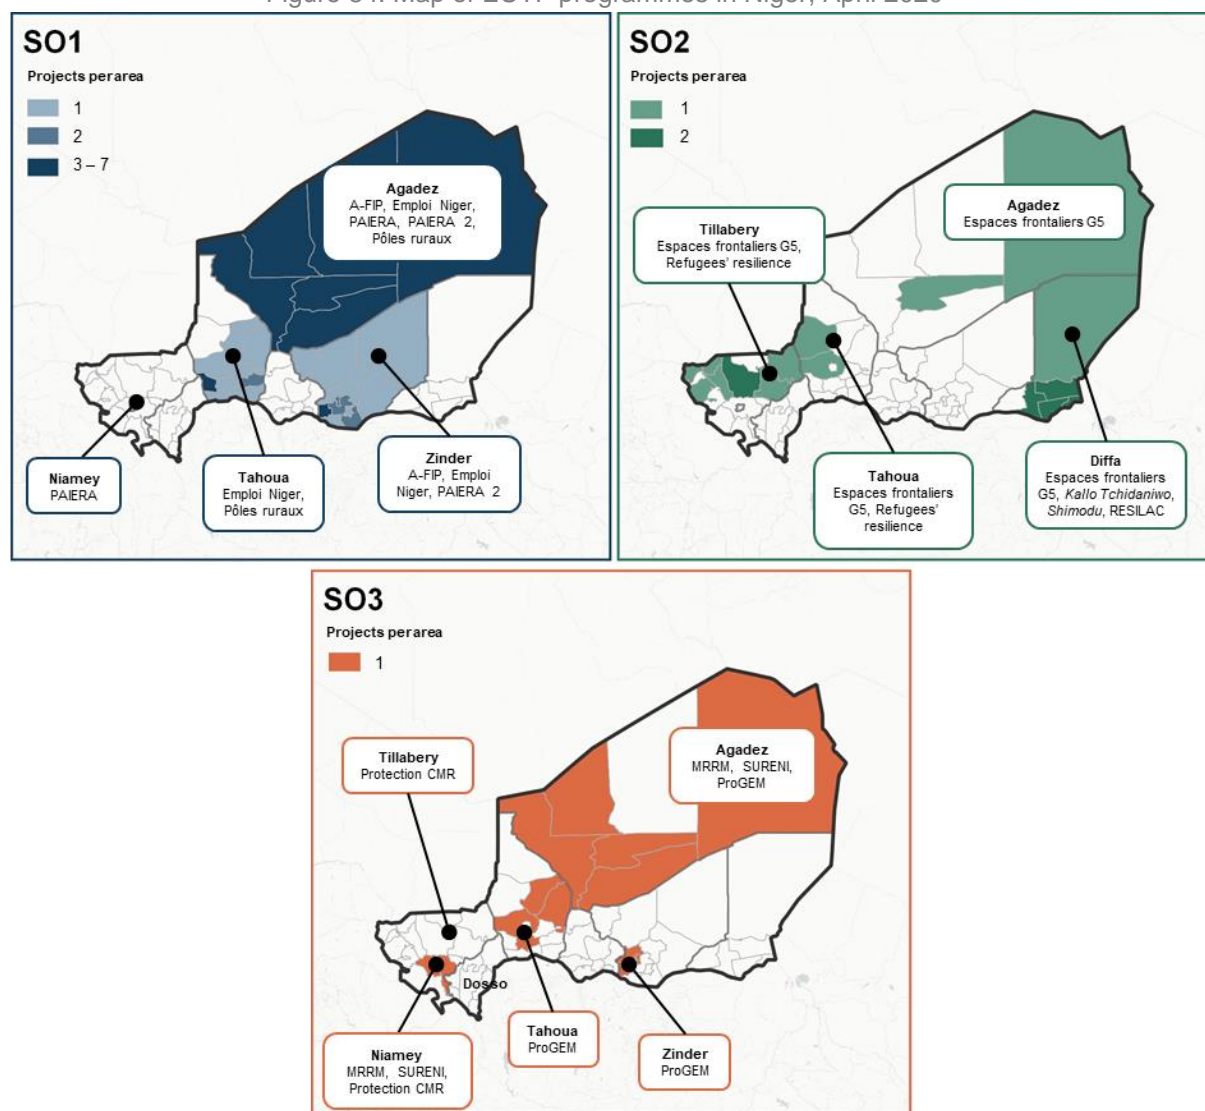 SO1
Projects per area
1
2
3 – 7
Agadez
A-FIP, Emploi Niger,
PAIERA, PAIERA 2,
Pôles ruraux
Niamey
PAIERA
Tahoua
Emploi Niger,
Pôles ruraux
Zinder
A-FIP, Emploi
Niger, PAIERA 2
SO2
Projects per area
1
2
Tillabery
Espaces frontaliers G5,
Refugees' resilience
Agadez
Espaces frontaliers G5
Tahoua
Espaces frontaliers
G5, Refugees'
resilience
Diffa
Espaces frontaliers
G5, Kallo Tchidaniwo,
Shimodu, RESILAC
SO3
Projects per area
1
Tillabery
Protection CMR
Agadez
MRRM, SURENI,
ProGEM
Dosso
Niamey
MRRM, SURENI,
Protection CMR
Tahoua
ProGEM
Zinder
ProGEM